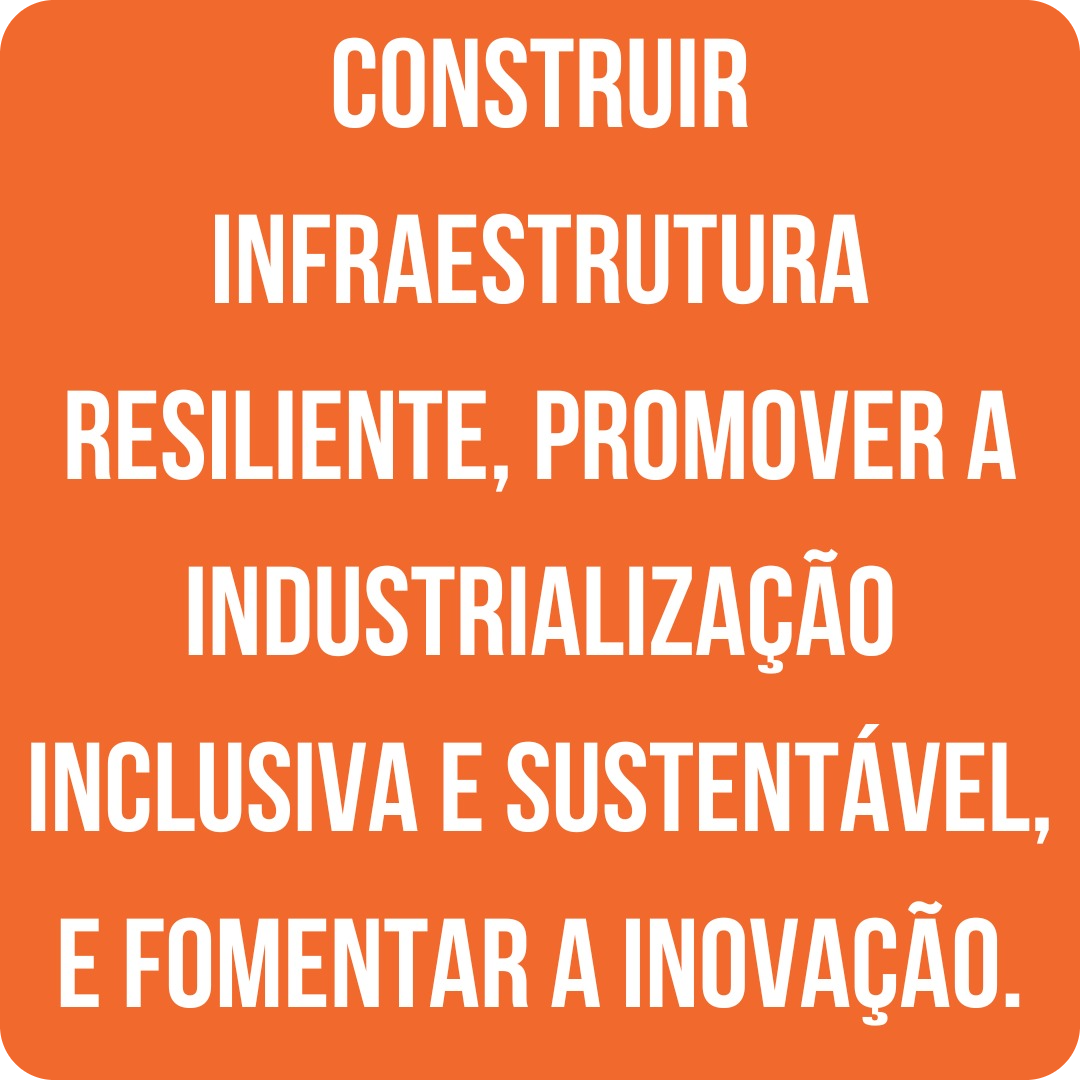 CONSTRUIR
INFRAESTRUTURA
RESILIENTE, PROMOVER A
INDUSTRIALIZAÇÃO
INCLUSIVA E SUSTENTÁVEL,
E FOMENTAR A INOVAÇÃO.